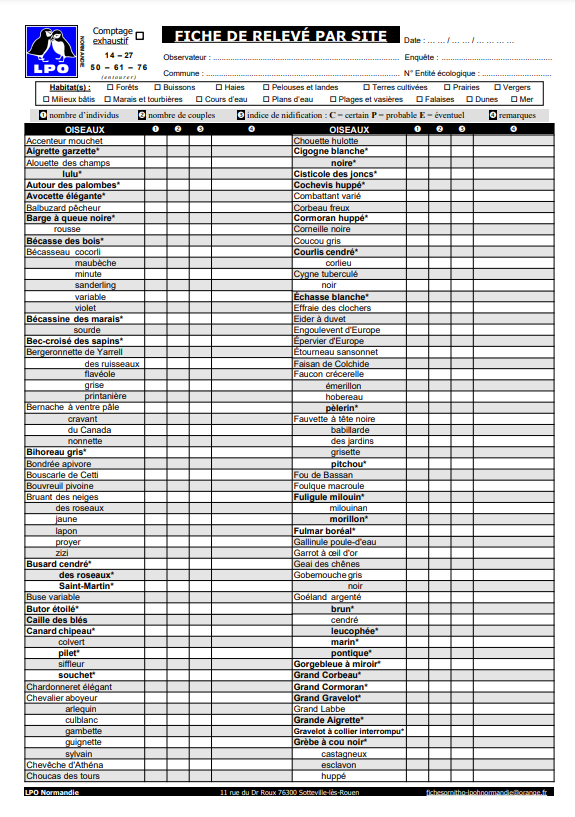 LPO
NORMANDIE
Comptage
exhaustif
14 – 27
50 – 61 – 76
(entourer)
FICHE DE RELEVÉ PAR SITE
Date : … … / … … / … … … …
Observateur :
Enquête :
Commune :
N° Entité écologique :
Habitat(s) : Forêts Buissons Haies Pelouses et landes Terres cultivées Prairies Vergers
Milieux bâtis Marais et tourbières Cours d'eau Plans d'eau Plages et vasières Falaises Dunes Mer
1 nombre d'individus 2 nombre de couples 3 indice de nidification : C = certain P = probable E = éventuel 4 remarques
OISEAUX 1 2 3 4
Accenteur mouchet
Aigrette garzette*
Alouette des champs
lulu*
Autour des palombes*
Avocette élégante*
Balbuzard pêcheur
Barge à queue noire*
rousse
Bécasse des bois*
Bécasseau cocorli
maubèche
minute
sanderling
variable
violet
Bécassine des marais*
sourde
Bec-croisé des sapins*
Bergeronnette de Yarrell
des ruisseaux
flavéole
grise
printanière
Bernache à ventre pâle
cravant
du Canada
nonnette
Bihoreau gris*
Bondrée apivore
Bouscarle de Cetti
Bouvreuil pivoine
Bruant des neiges
des roseaux
jaune
lapon
proyer
zizi
Busard cendré*
des roseaux*
Saint-Martin*
Buse variable
Butor étoilé*
Caille des blés
Canard chipeau*
colvert
pilet*
siffleur
souchet*
Chardonneret élégant
Chevalier aboyeur
arlequin
culblanc
gambette
guignette
sylvain
Chevêche d'Athéna
Choucas des tours
OISEAUX 1 2 3 4
Chouette hulotte
Cigogne blanche*
noire*
Cisticole des joncs*
Cochevis huppé*
Combattant varié
Corbeau freux
Cormoran huppé*
Corneille noire
Coucou gris
Courlis cendré*
corlieu
Cygne tuberculé
noir
Échasse blanche*
Effraie des clochers
Eider à duvet
Engoulevent d'Europe
Épervier d'Europe
Étourneau sansonnet
Faisan de Colchide
Faucon crécerelle
émerillon
hobereau
pèlerin*
Fauvette à tête noire
babillarde
des jardins
grisette
pitchou*
Fou de Bassan
Foulque macroule
Fuligule milouin*
milouinan
morillon*
Fulmar boréal*
Gallinule poule-d'eau
Garrot à œil d'or
Geai des chênes
Gobemouche gris
noir
Goéland argenté
brun*
cendré
leucophée*
marin*
pontique*
Gorgebleue à miroir*
Grand Corbeau*
Grand Cormoran*
Grand Gravelot*
Grand Labbe
Grande Aigrette*
Gravelot à collier interrompu*
Grèbe à cou noir*
castagneux
esclavon
huppé
LPO Normandie
11 rue du Dr Roux 76300 Sotteville-lès-Rouen
fichesornitho-lpohnormandie@orange.fr